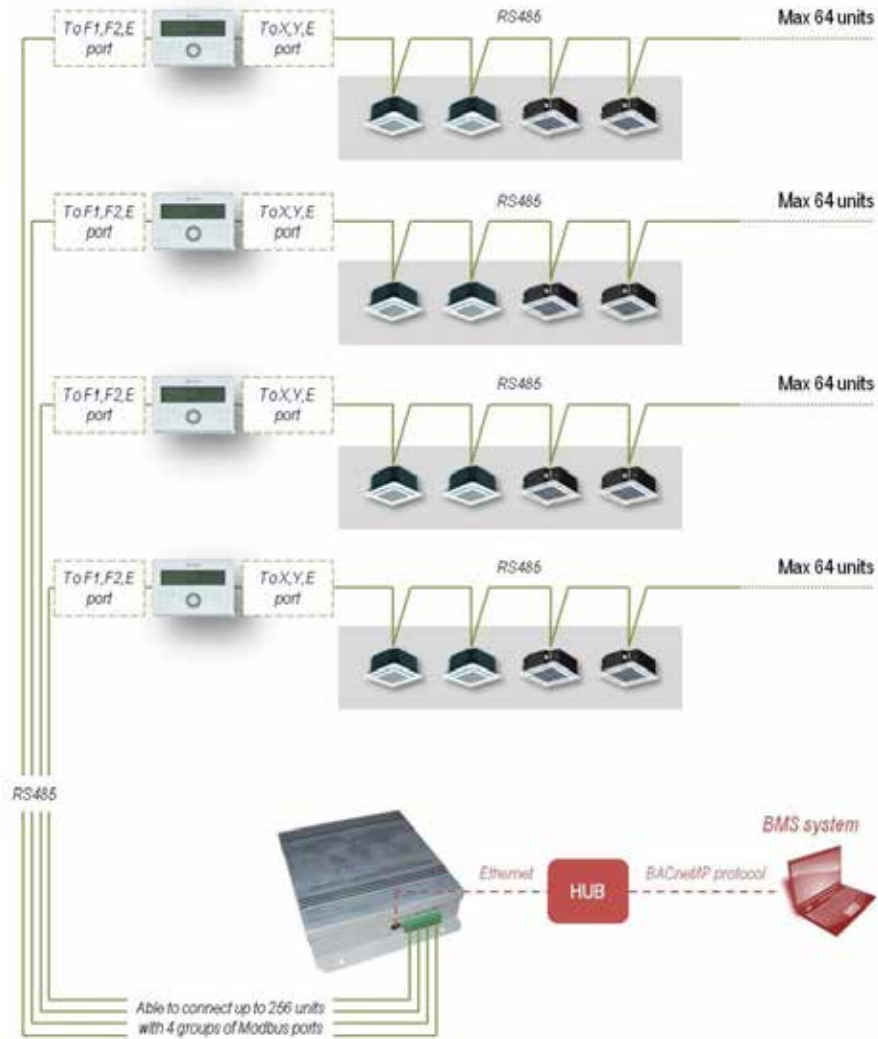 To F1,F2,E
port
To X,Y,E
port
RS485
Max 64 units
To F1,F2,E
port
To X,Y,E
port
RS485
Max 64 units
To F1,F2,E
port
To X,Y,E
port
RS485
Max 64 units
To F1,F2,E
port
To X,Y,E
port
RS485
Max 64 units
RS485
BMS system
Ethernet
HUB
BACnet/IP protocol
Able to connect up to 256 units
with 4 groups of Modbus ports